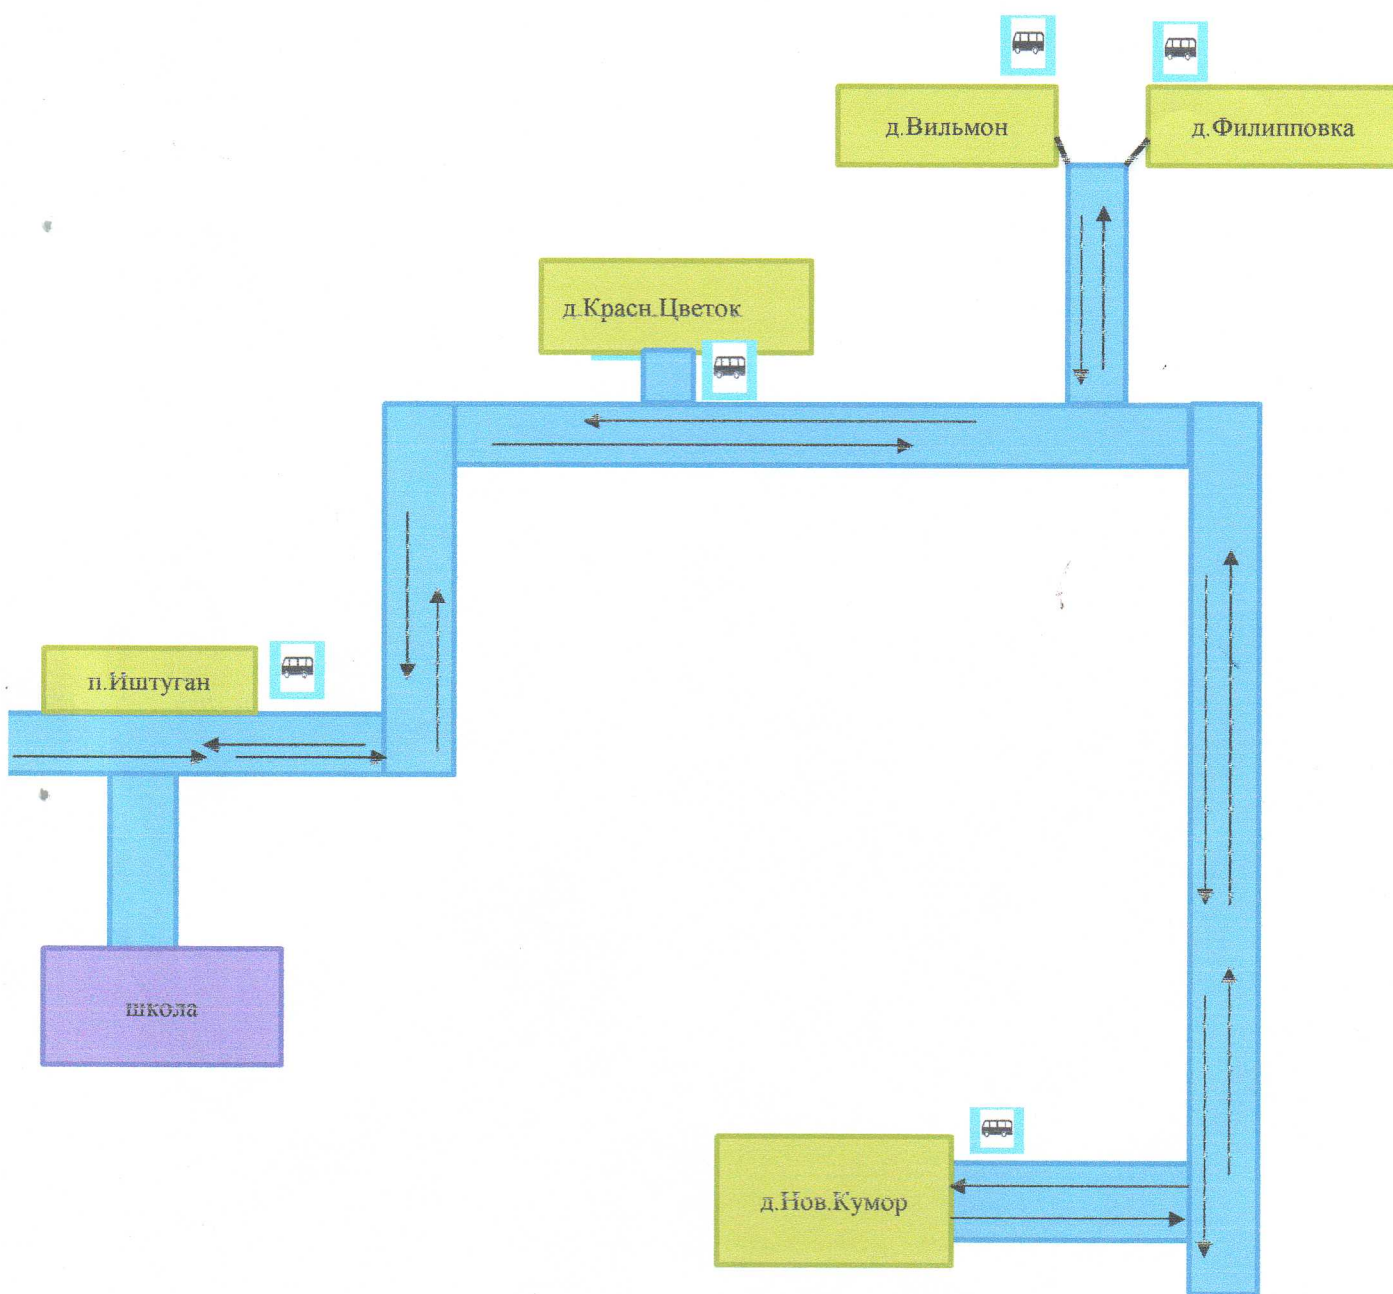 д.Вильмон
д.Филипповка
д.Красн.Цветок
п.Иштуган
школа
д.Нов.Кумор